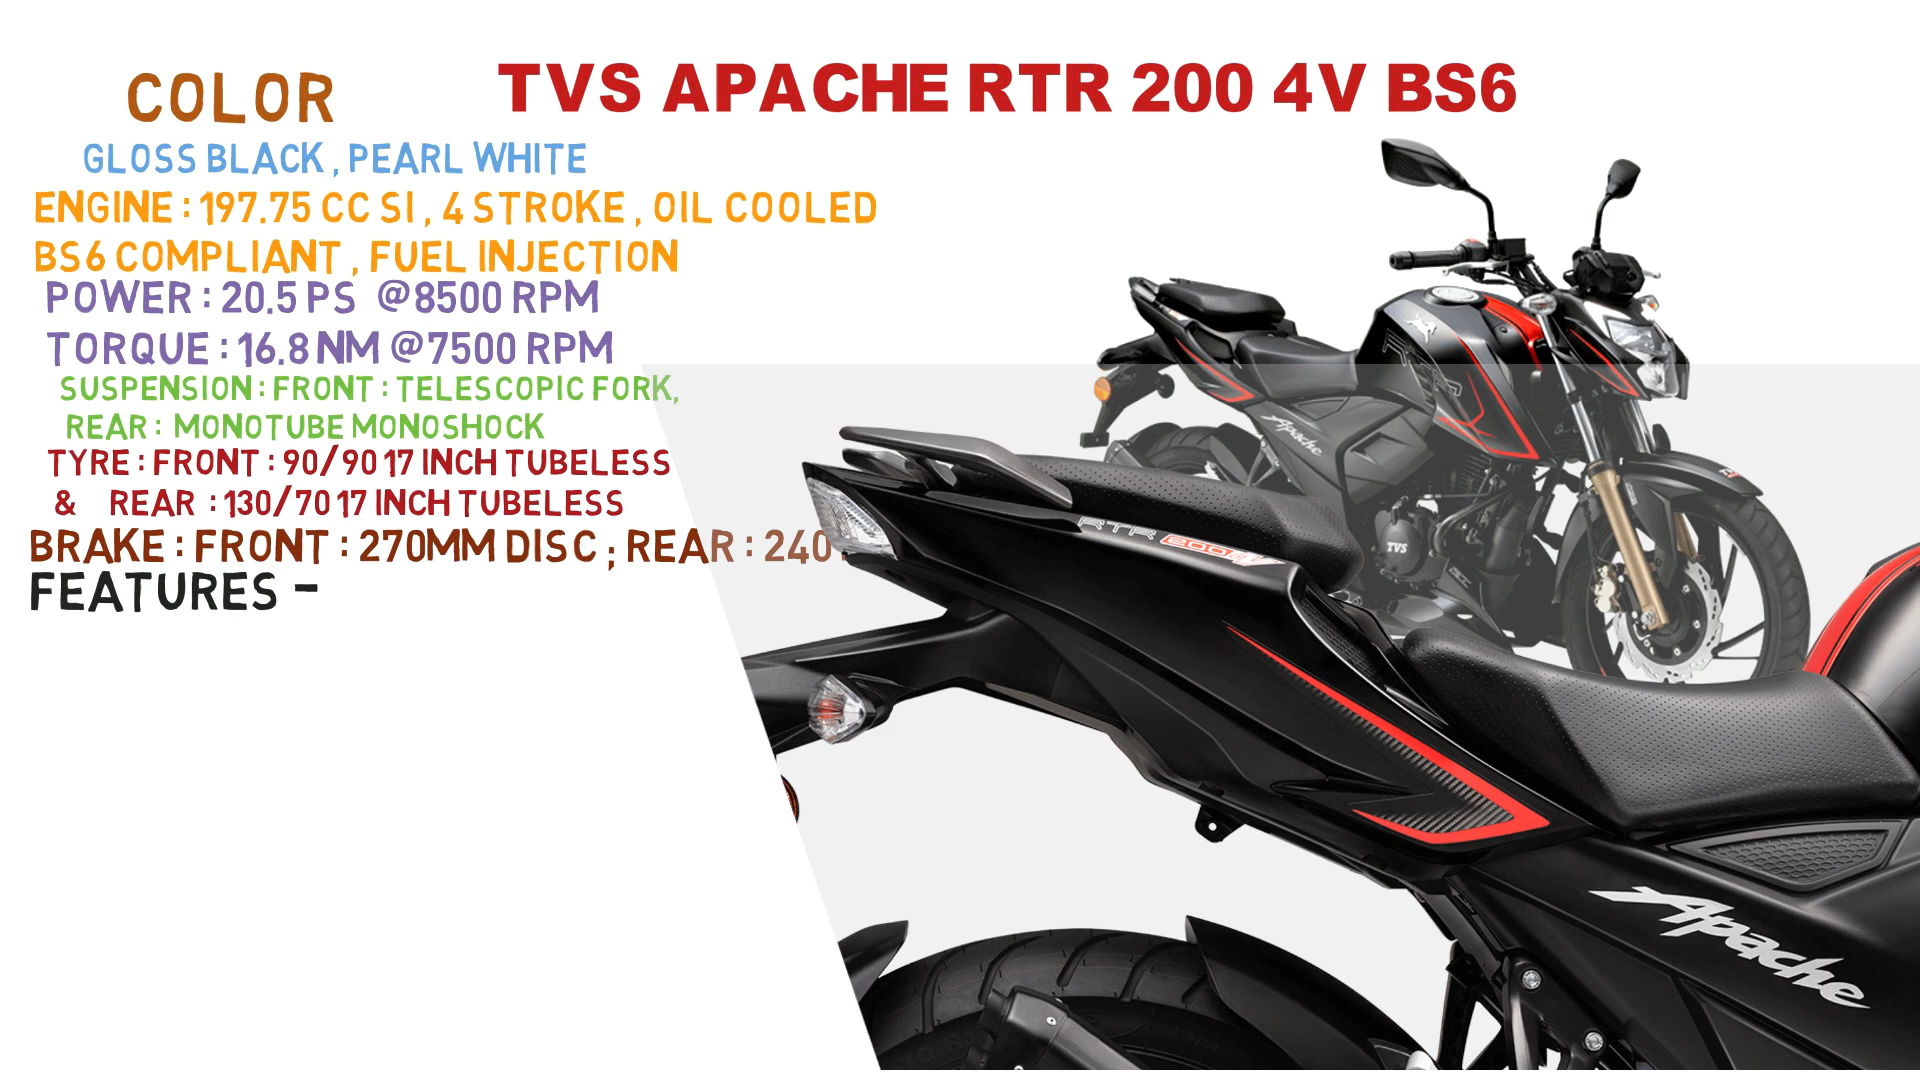 TVS APACHE RTR 200 4V BS6
COLOR
GLOSS BLACK , PEARL WHITE
ENGINE : 197.75 CC SI , 4 STROKE , OIL COOLED
BS6 COMPLIANT , FUEL INJECTION
POWER : 20.5 PS @8500 RPM
TORQUE : 16.8 NM @7500 RPM
SUSPENSION : FRONT : TELESCOPIC FORK,
REAR : MONOTUBE MONOSHOCK
TYRE : FRONT : 90/90 17 INCH TUBELESS
& REAR : 130/70 17 INCH TUBELESS
BRAKE : FRONT : 270MM DISC ; REAR : 240
FEATURES -
Apache
TVS
RTR
Apache